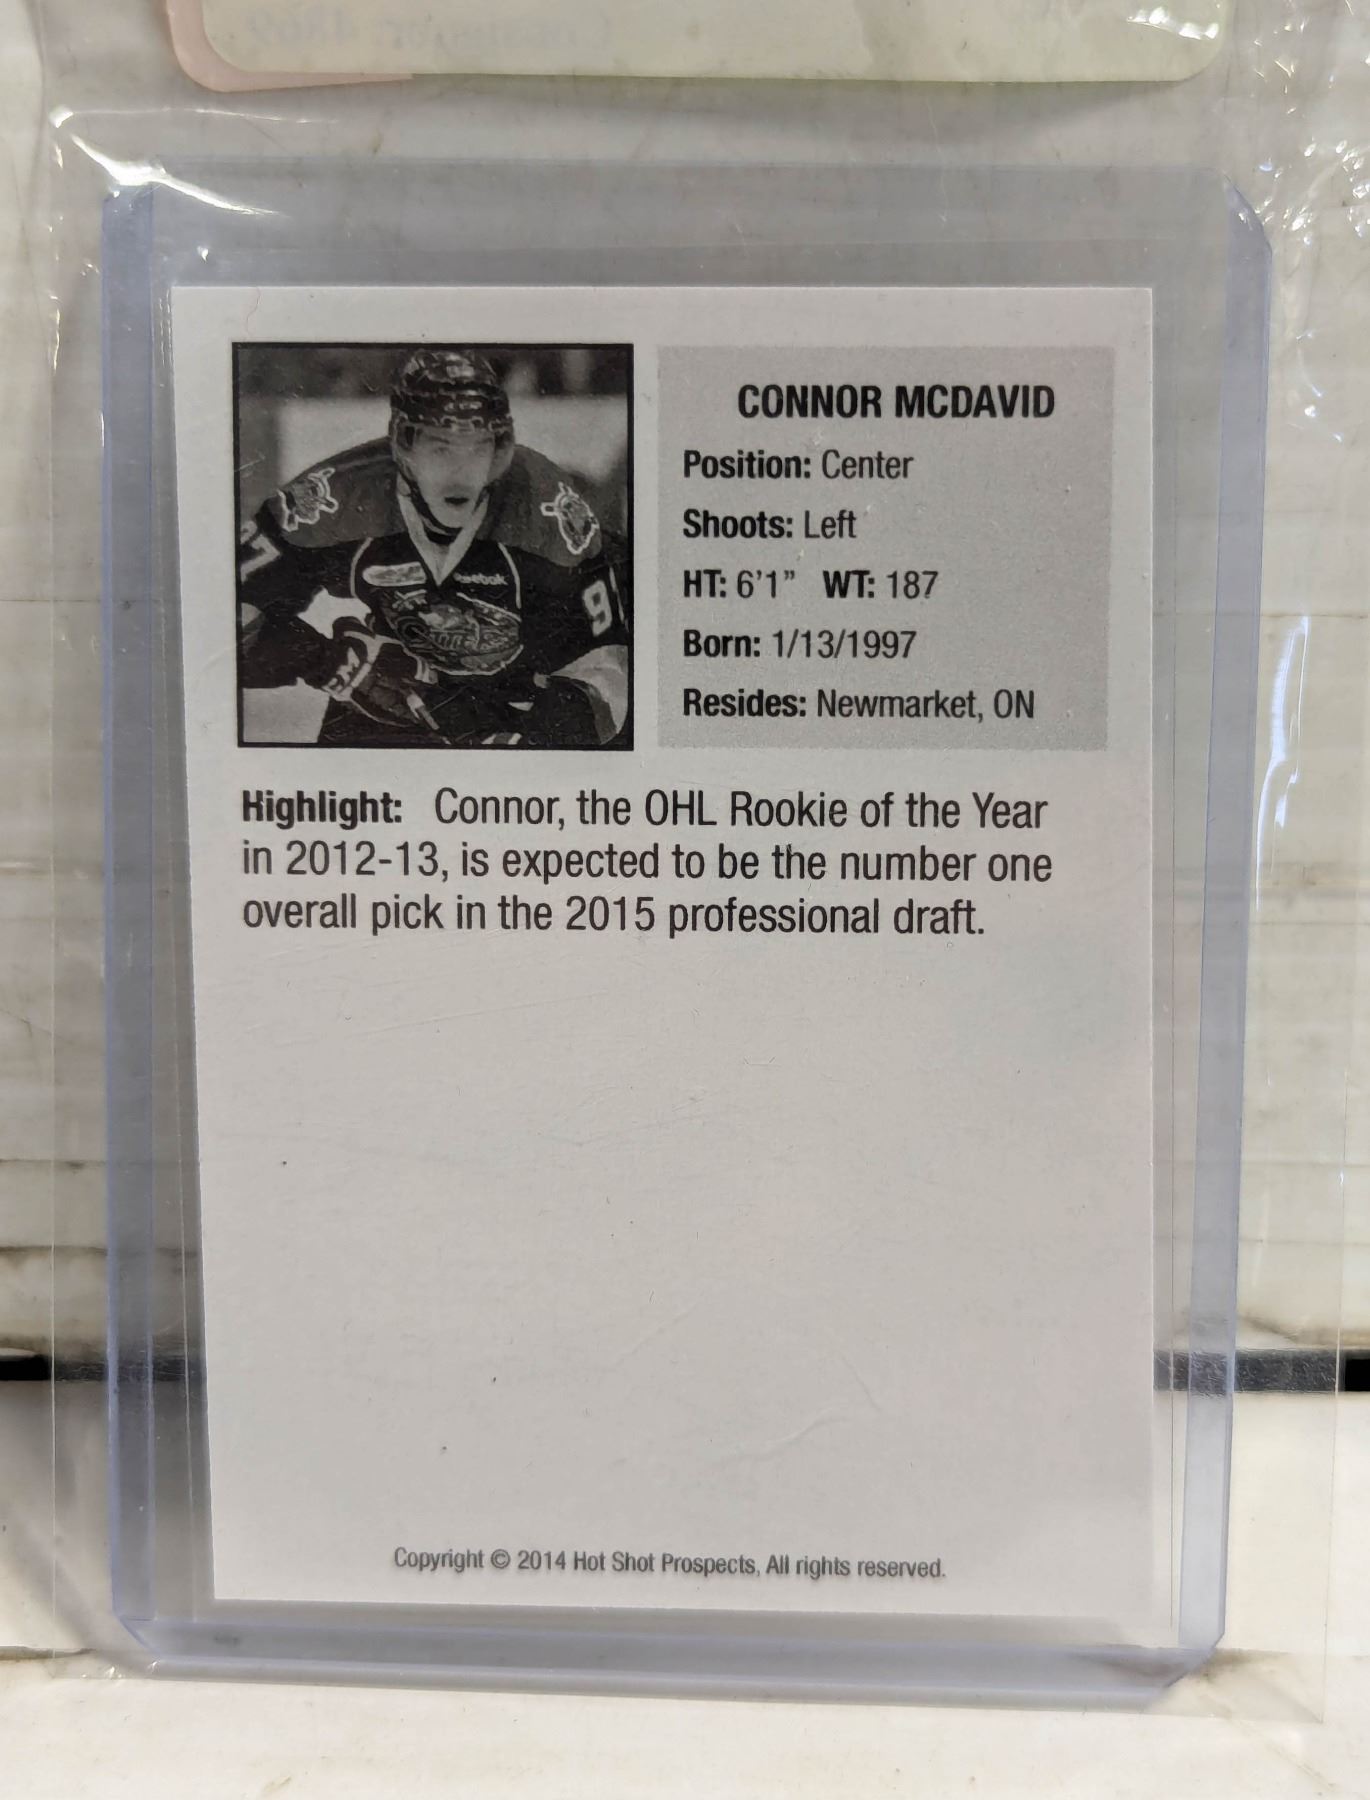 CONNOR MCDAVID
Position: Center
Shoots: Left
HT: 6'1” WT: 187
Born: 1/13/1997
Resides: Newmarket, ON
Reebok
97
Highlight: Connor, the OHL Rookie of the Year
in 2012-13, is expected to be the number one
overall pick in the 2015 professional draft.
Copyright © 2014 Hot Shot Prospects, All rights reserved.